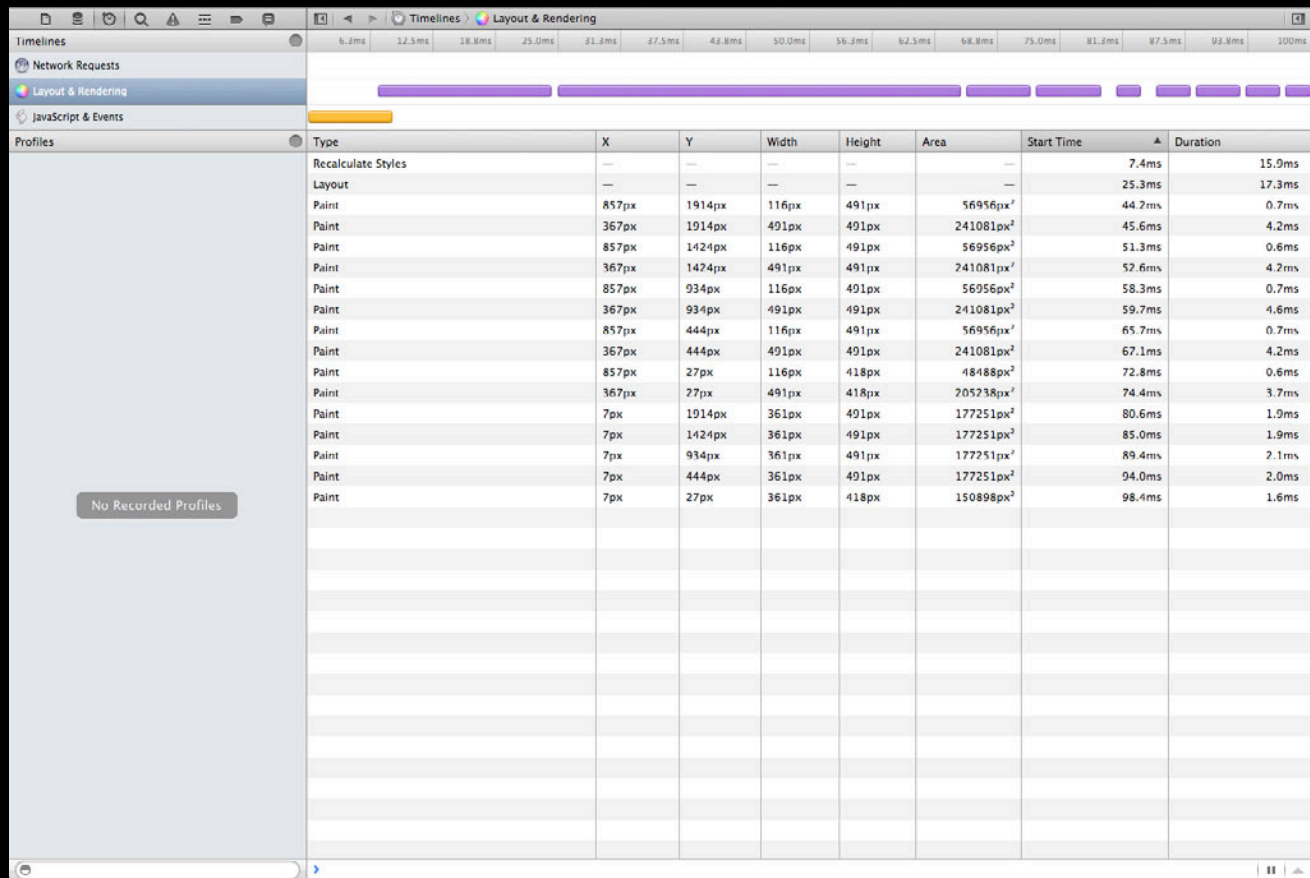 Timelines Layout & Rendering
Timelines 6.3ms 12.5ms 18.8ms 25.0ms 31.3ms 37.5ms 43.8ms 50.0ms 56.3ms 62.5ms 68.8ms 75.0ms 81.3ms 87.5ms 93.8ms 100ms
Network Requests
Layout & Rendering
JavaScript & Events
Profiles Type X Y Width Height Area Start Time Duration
Recalculate Styles — — — — — 7.4ms 15.9ms
Layout — — — — — 25.3ms 17.3ms
Paint 857px 1914px 116px 491px 56956px² 44.2ms 0.7ms
Paint 367px 1914px 491px 491px 241081px² 45.6ms 4.2ms
Paint 857px 1424px 116px 491px 56956px² 51.3ms 0.6ms
Paint 367px 1424px 491px 491px 241081px² 52.6ms 4.2ms
Paint 857px 934px 116px 491px 56956px² 58.3ms 0.7ms
Paint 367px 934px 491px 491px 241081px² 59.7ms 4.6ms
Paint 857px 444px 116px 491px 56956px² 65.7ms 0.7ms
Paint 367px 444px 491px 491px 241081px² 67.1ms 4.2ms
Paint 857px 27px 116px 418px 48488px² 72.8ms 0.6ms
Paint 367px 27px 491px 418px 205238px² 74.4ms 3.7ms
Paint 7px 1914px 361px 491px 177251px² 80.6ms 1.9ms
Paint 7px 1424px 361px 491px 177251px² 85.0ms 1.9ms
Paint 7px 934px 361px 491px 177251px² 89.4ms 2.1ms
Paint 7px 444px 361px 491px 177251px² 94.0ms 2.0ms
Paint 7px 27px 361px 418px 150898px² 98.4ms 1.6ms
No Recorded Profiles